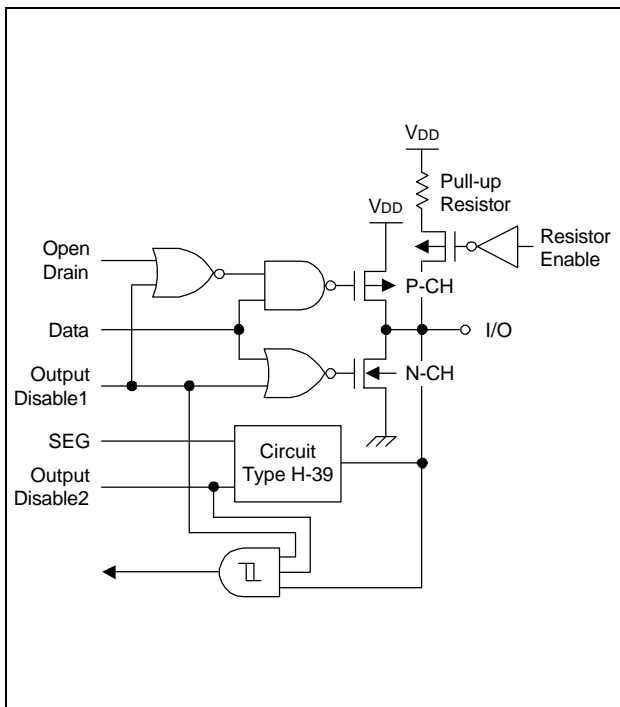 VDD
Pull-up
Resistor
VDD
Resistor
Enable
Open
Drain
P-CH
Data
I/O
Output
Disable1
N-CH
SEG
Circuit
Type H-39
Output
Disable2